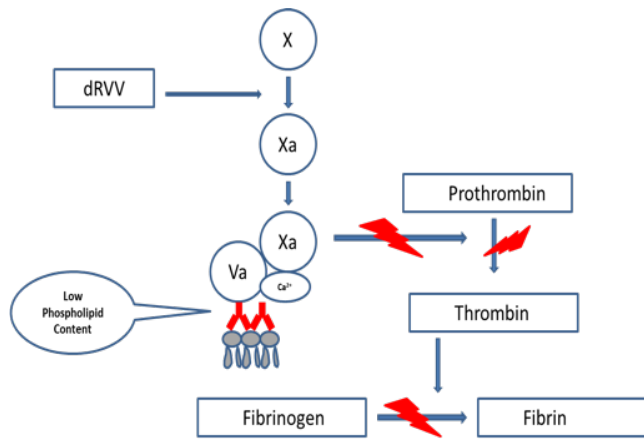 X
dRVV
Xa
Prothrombin
Xa
Va
Ca²⁺
Low
Phospholipid
Content
Thrombin
Fibrinogen
Fibrin